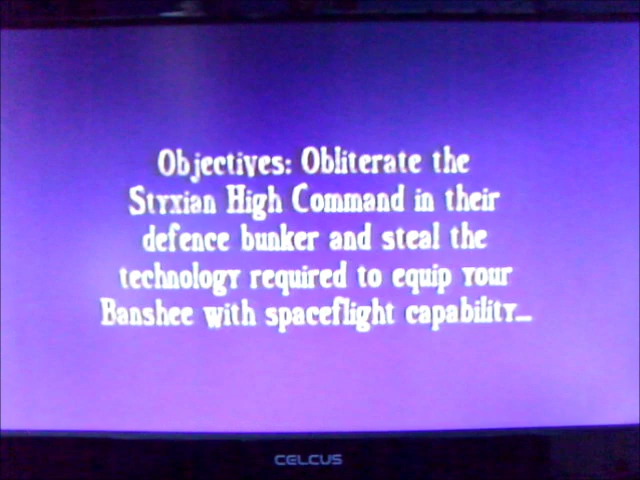 Objectives: Obliterate the
Styxian High Command in their
defence bunker and steal the
technology required to equip your
Banshee with spaceflight capability...
CELCUS